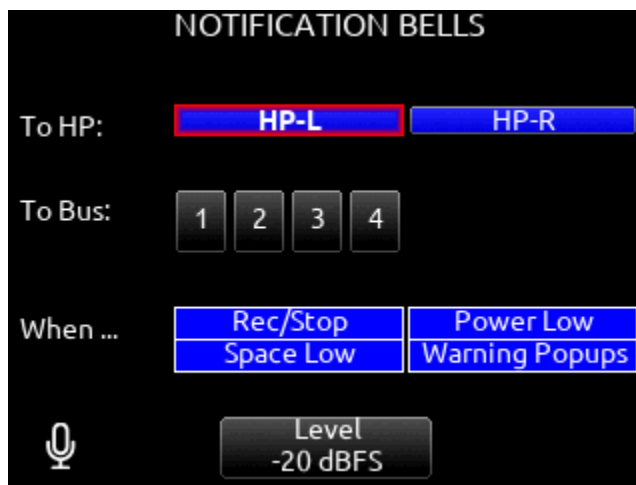 NOTIFICATION BELLS
To HP: HP-L HP-R
To Bus: 1 2 3 4
When ... Rec/Stop Power Low
Space Low Warning Popups
Level
-20 dBFS